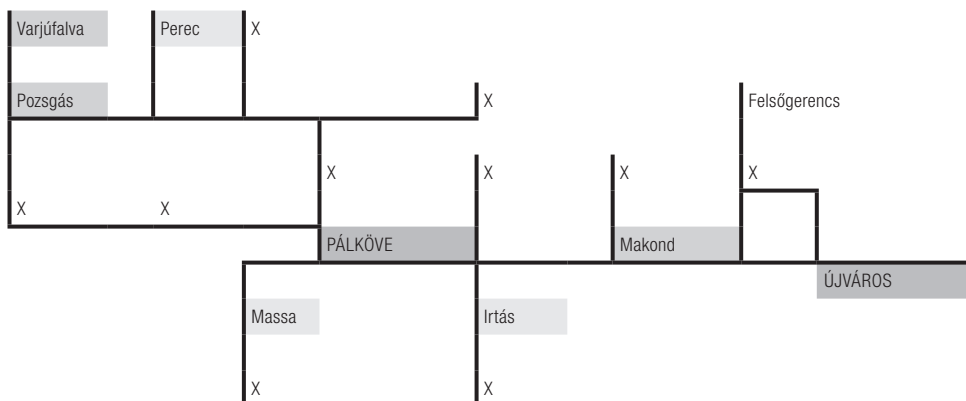 Varjúfalva Perec X
Pozsgás X Felsőgerencs
X X X X
X X
PÁLKÖVE Makond
ÚJVÁROS
Massa Irtás
X X